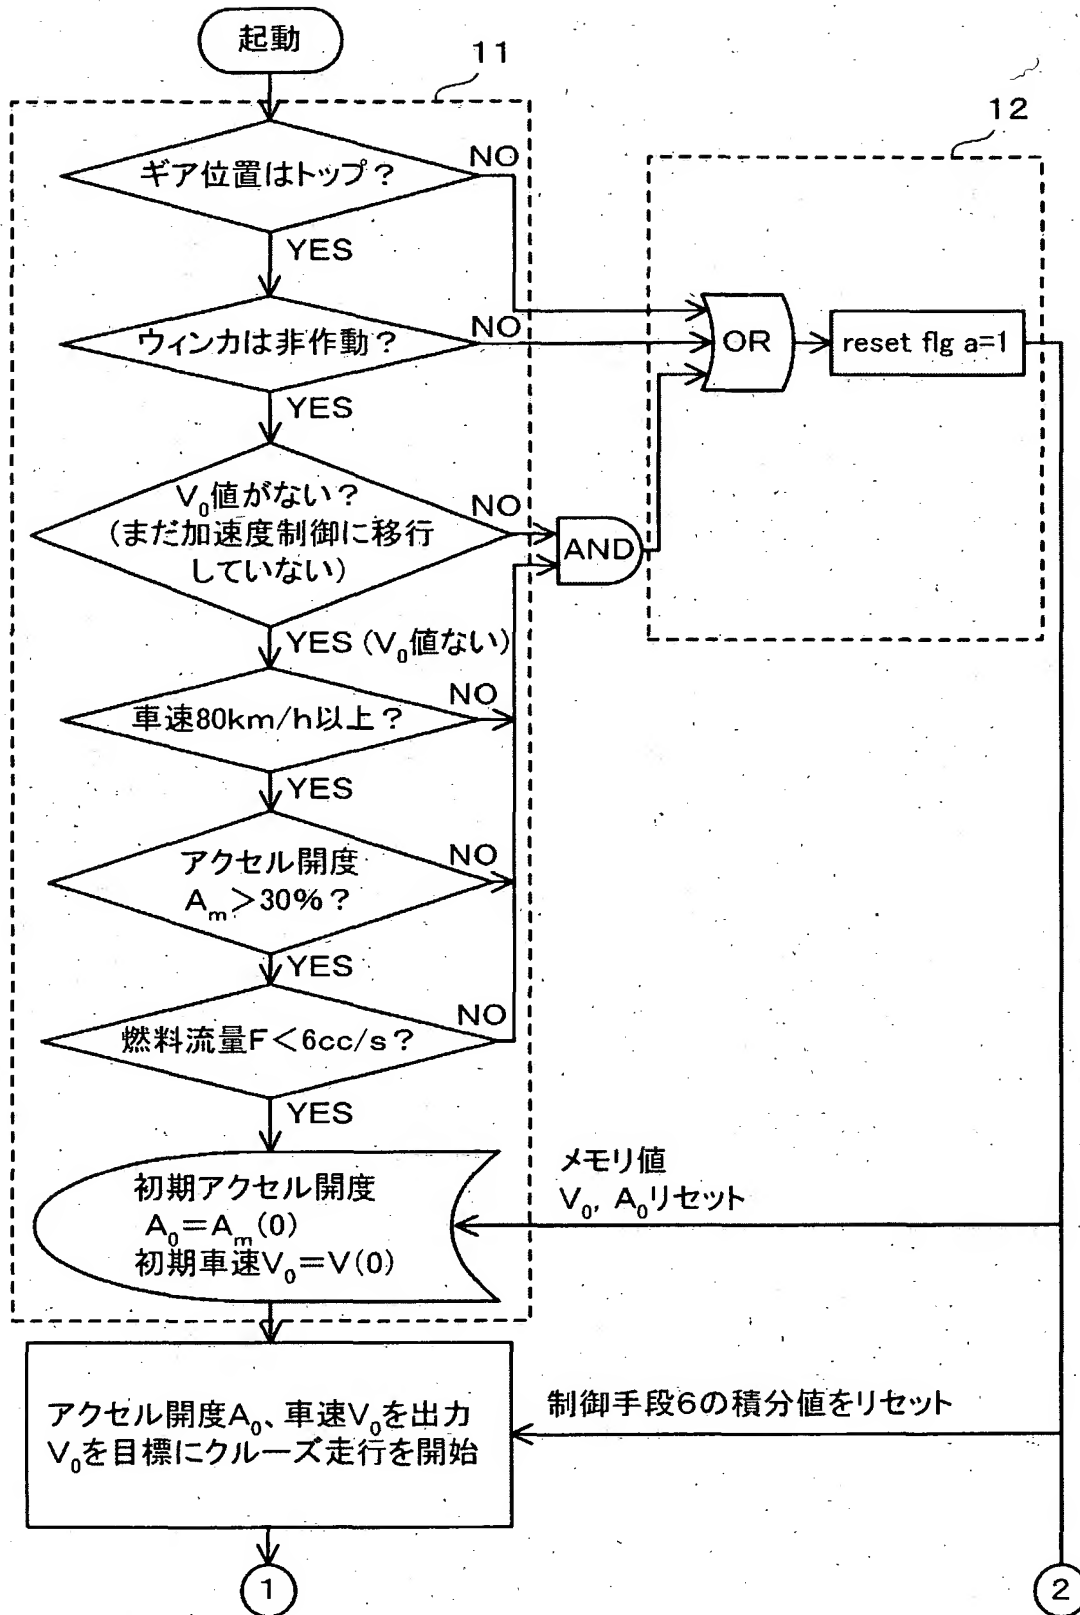 起動
11
12
ギア位置はトップ？
NO
YES
ウィンカは非作動？
NO
OR
reset flg a=1
YES
V₀値がない？
(まだ加速度制御に移行
していない)
NO
AND
YES (V₀値ない)
車速80km/h以上？
NO
YES
アクセル開度
Aₘ＞30%？
NO
YES
燃料流量F＜6cc/s？
NO
YES
初期アクセル開度
A₀＝Aₘ(0)
初期車速V₀＝V(0)
メモリ値
V₀, A₀リセット
アクセル開度A₀、車速V₀を出力
V₀を目標にクルーズ走行を開始
制御手段6の積分値をリセット
1
2